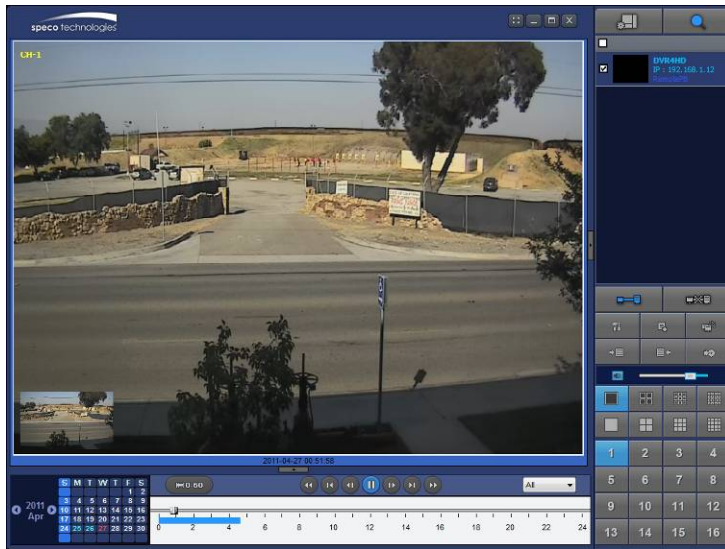 speco technologies
CH-1
DVR4HD
IP : 192.168.1.12
RemotePB
2011-04-27 00:51:58
2011
Apr
S M T W T F S
1 2
3 4 5 6 7 8 9
10 11 12 13 14 15 16
17 18 19 20 21 22 23
24 25 26 27 28 29 30
0:50
All
0 2 4 6 8 10 12 14 16 18 20 22 24
1 2 3 4
5 6 7 8
9 10 11 12
13 14 15 16